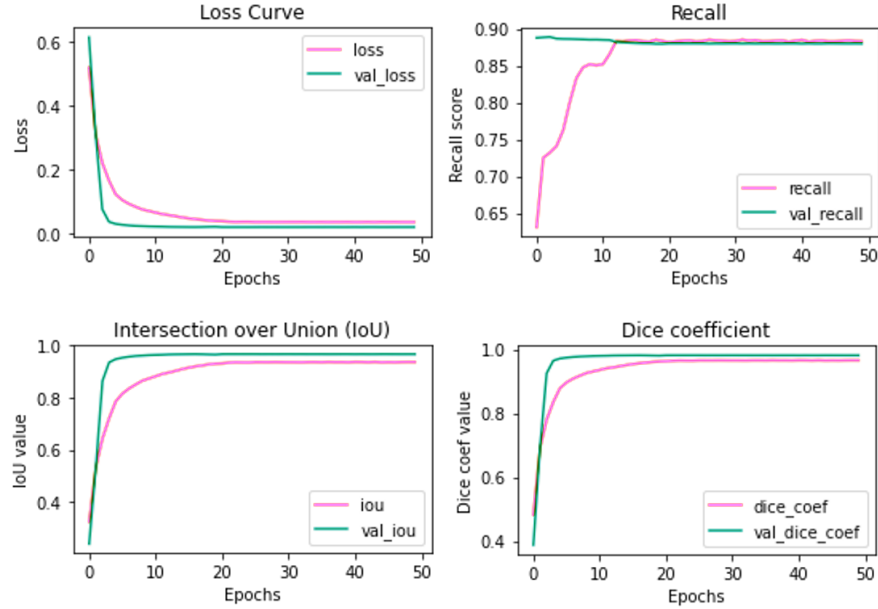 Loss Curve
0.6
0.4
0.2
0.0
Loss
loss
val_loss
0
10
20
30
40
50
Epochs
Recall
0.90
0.85
0.80
0.75
0.70
0.65
Recall score
recall
val_recall
0
10
20
30
40
50
Epochs
Intersection over Union (IoU)
1.0
0.8
0.6
0.4
IoU value
iou
val_iou
0
10
20
30
40
50
Epochs
Dice coefficient
1.0
0.8
0.6
0.4
Dice coef value
dice_coef
val_dice_coef
0
10
20
30
40
50
Epochs